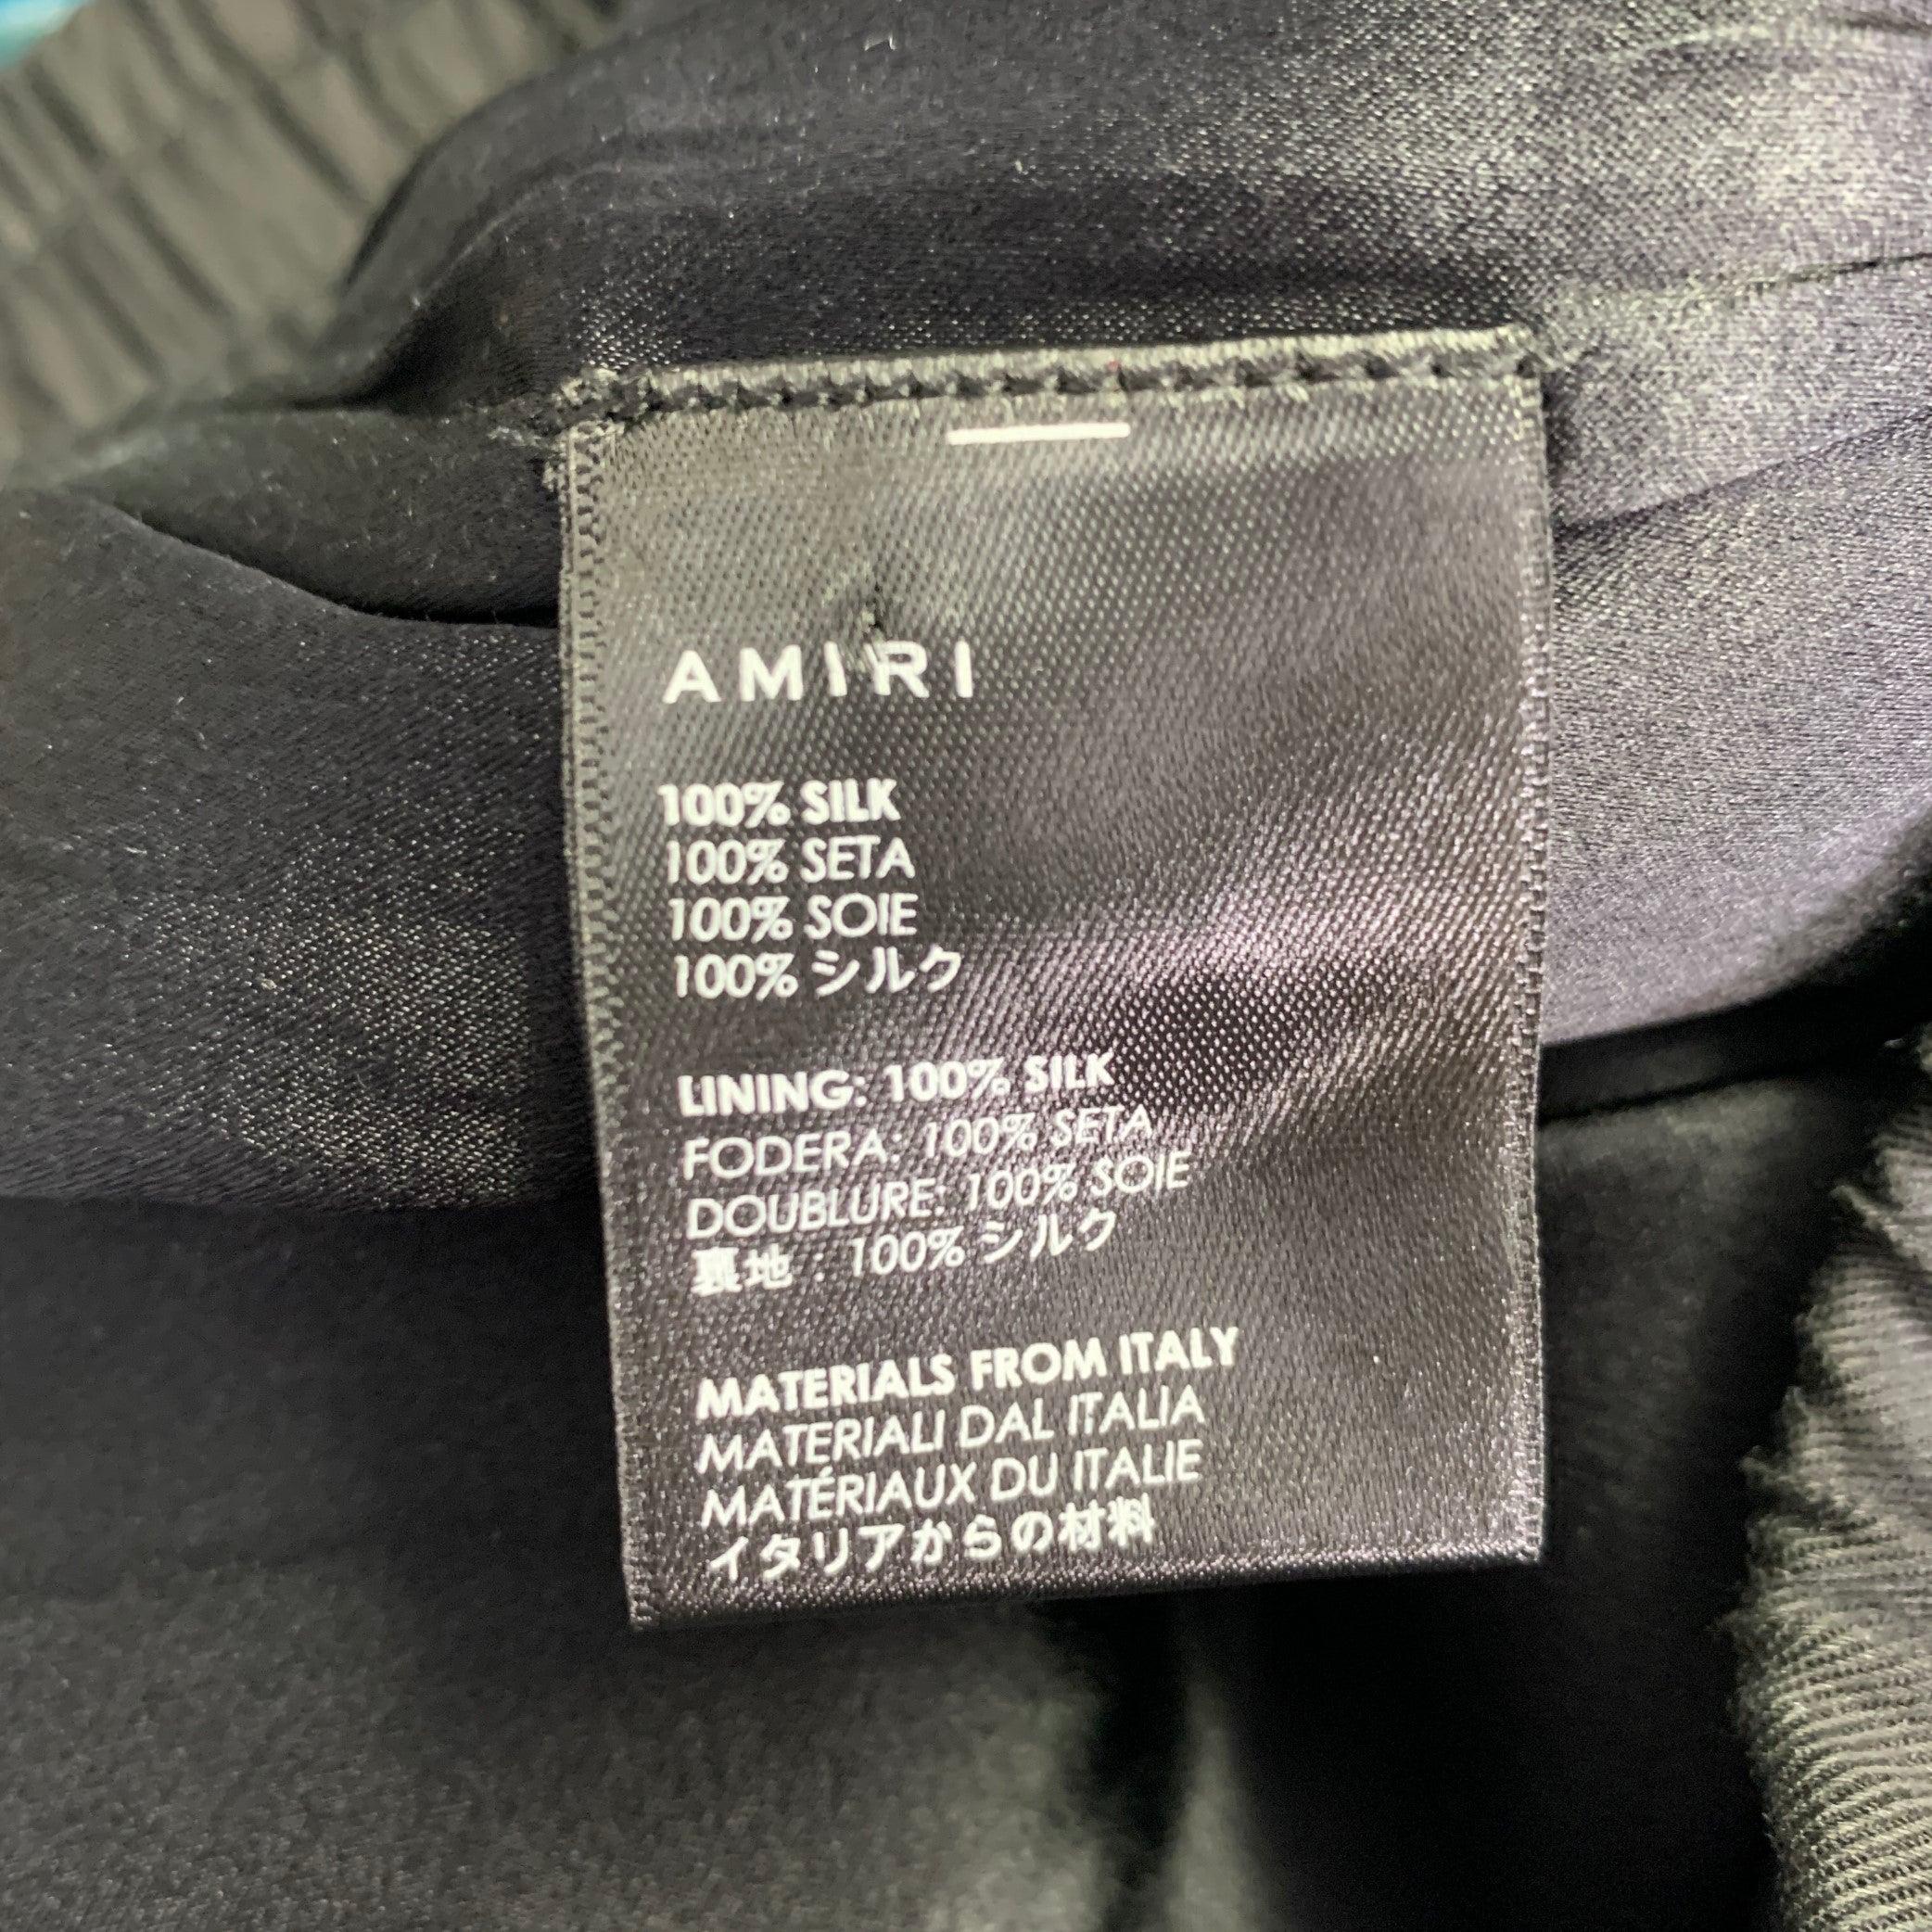 AMIRI
100% SILK
100% SETA
100% SOIE
100% シルク
LINING: 100% SILK
FODERA: 100% SETA
DOUBLURE: 100% SOIE
裏地 : 100% シルク
MATERIALS FROM ITALY
MATERIALI DAL ITALIA
MATÉRIAUX DU ITALIE
イタリアからの材料